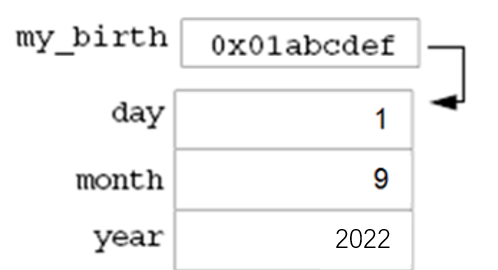 my_birth 0x01abcdef
day 1
month 9
year 2022